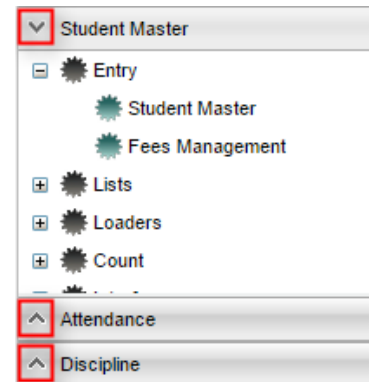 Student Master
Entry
Student Master
Fees Management
Lists
Loaders
Count
Attendance
Discipline